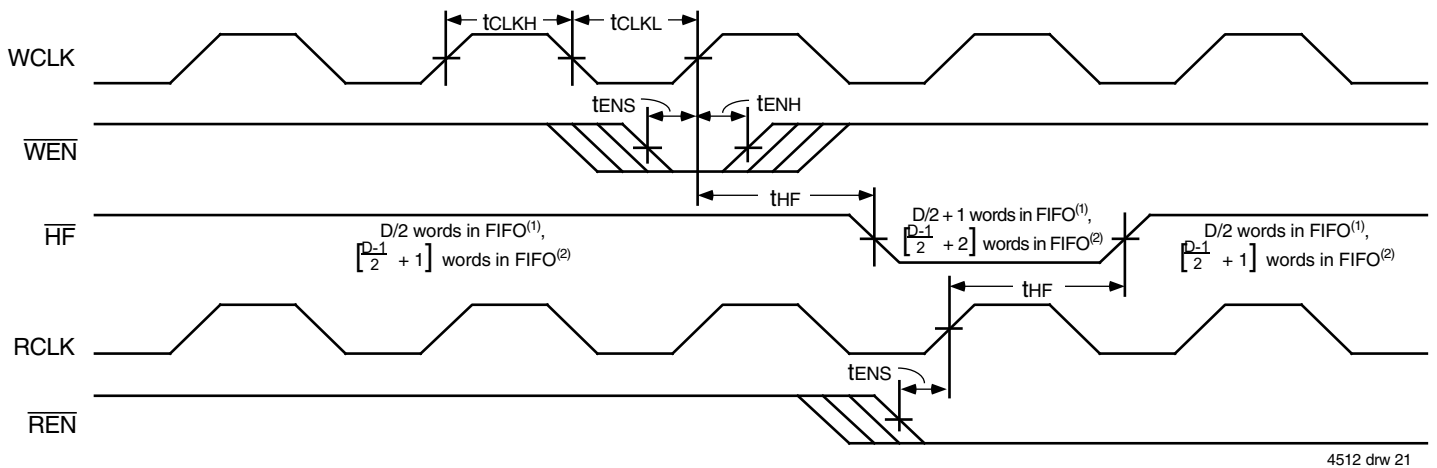 tCLKH
tCLKL
WCLK
tENS
tENH
WEN
tHF
HF
D/2 words in FIFO(1),
[D-1/2 + 1] words in FIFO(2)
D/2 + 1 words in FIFO(1),
[D-1/2 + 2] words in FIFO(2)
D/2 words in FIFO(1),
[D-1/2 + 1] words in FIFO(2)
tHF
RCLK
tENS
REN
4512 drw 21